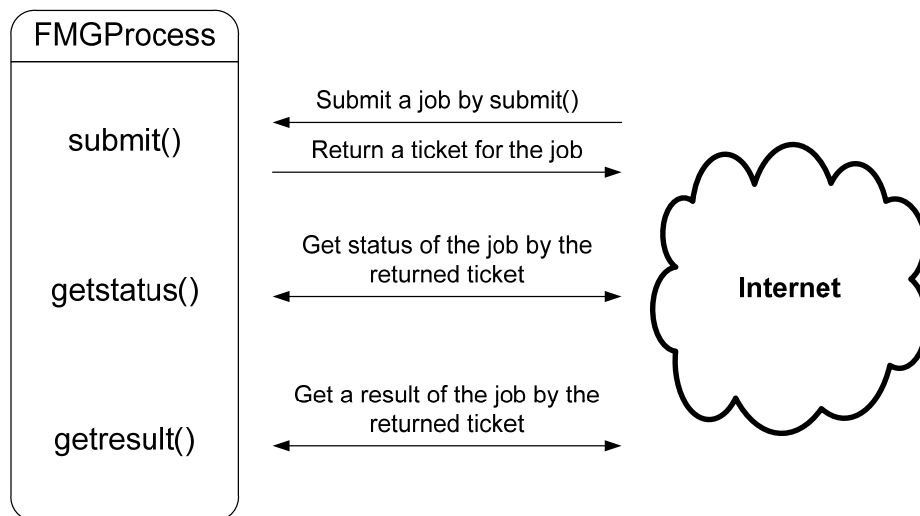 FMGProcess
submit()
Submit a job by submit()
Return a ticket for the job
getstatus()
Get status of the job by the
returned ticket
getresult()
Get a result of the job by the
returned ticket
Internet